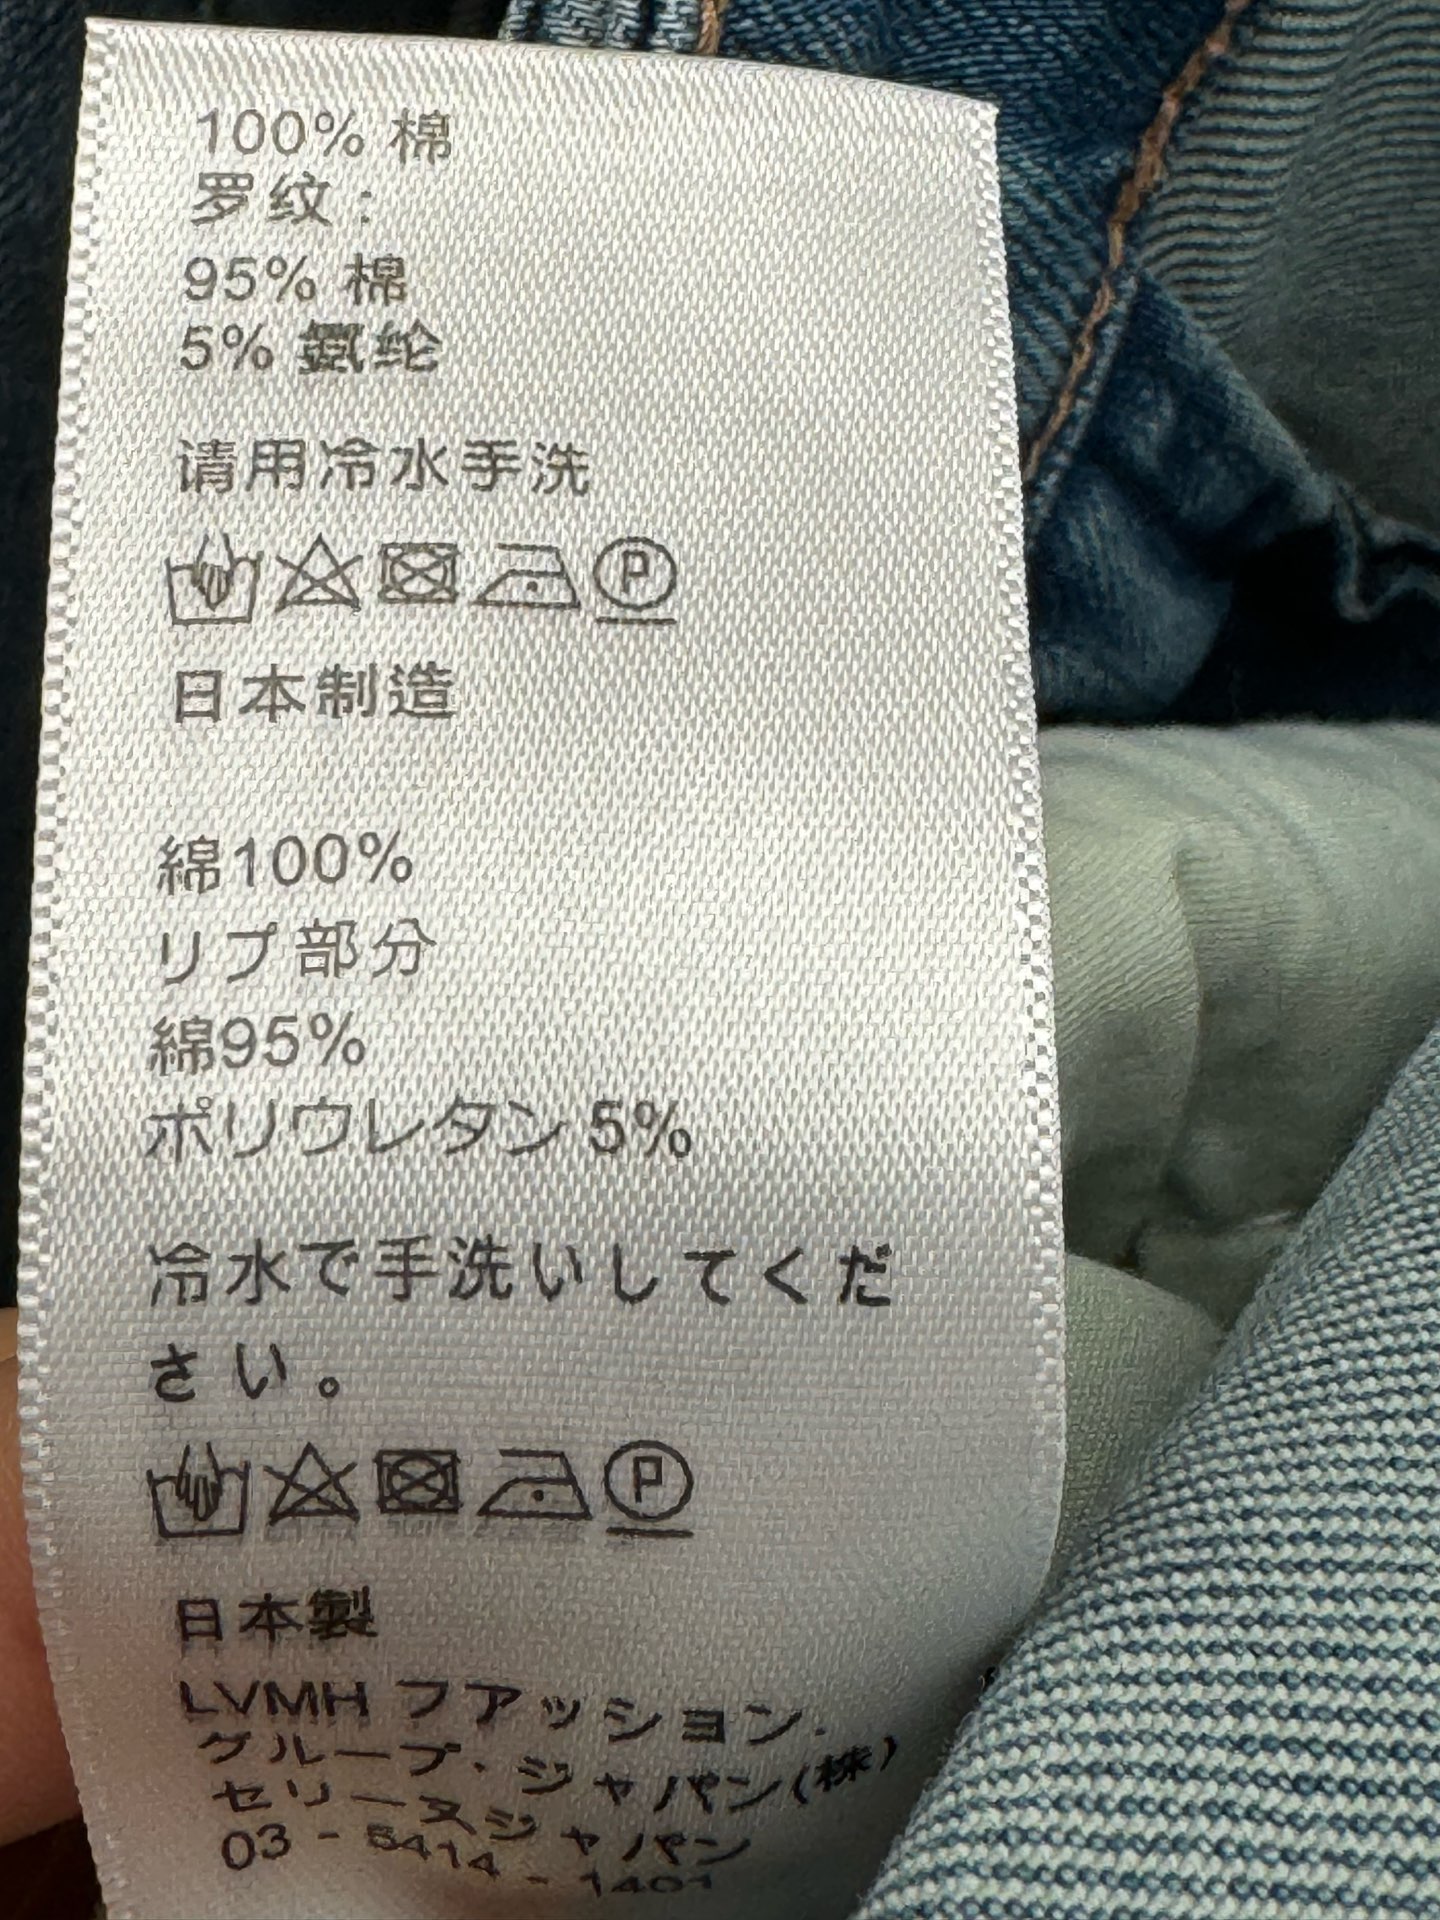 100% 棉
罗纹：
95% 棉
5% 氨纶
请用冷水手洗
P
日本制造
綿100%
リブ部分
綿95%
ポリウレタン 5%
冷水で手洗いしてくだ
さい。
P
日本製
LVMH ファッション・
グループ・ジャパン(株)
セリーヌジャパン
03 - 5414 - 1401